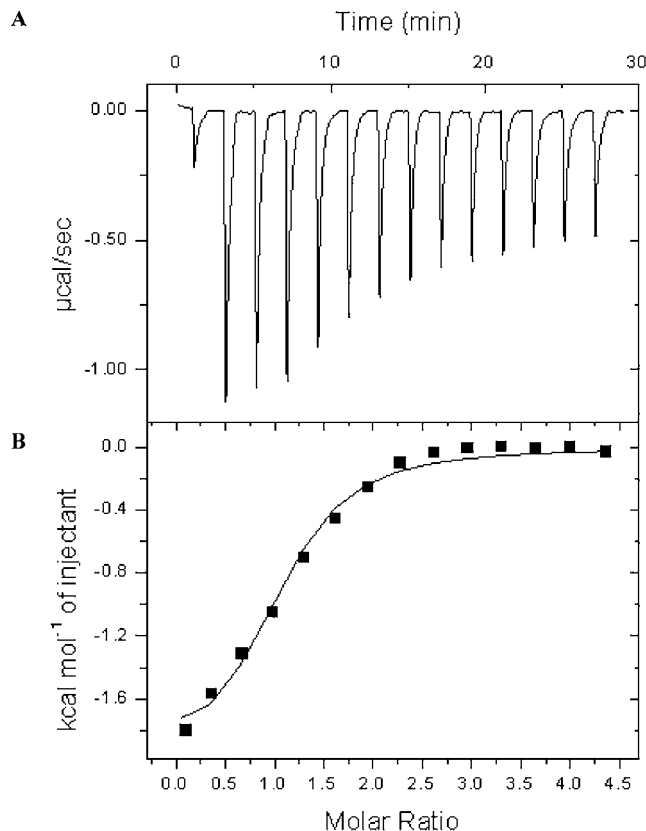 A
Time (min)
0 10 20 30
0.00
-0.50
-1.00
µcal/sec
B
0.0
-0.4
-0.8
-1.2
-1.6
kcal mol⁻¹ of injectant
0.0 0.5 1.0 1.5 2.0 2.5 3.0 3.5 4.0 4.5
Molar Ratio